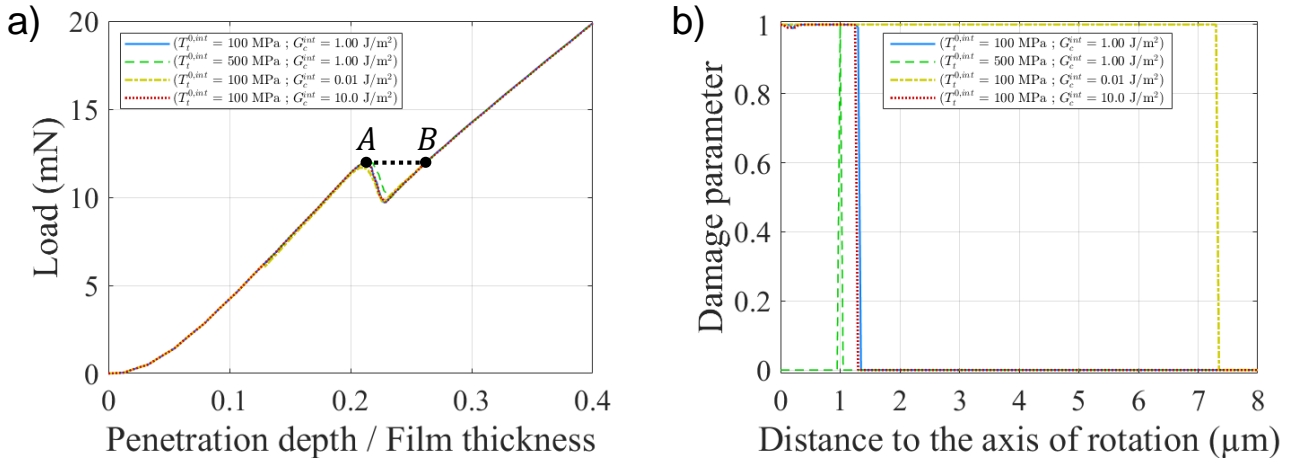 a)
20
15
10
5
0
Load (mN)
(T_t^{0,int} = 100 MPa ; G_c^{int} = 1.00 J/m²)
(T_t^{0,int} = 500 MPa ; G_c^{int} = 1.00 J/m²)
(T_t^{0,int} = 100 MPa ; G_c^{int} = 0.01 J/m²)
(T_t^{0,int} = 100 MPa ; G_c^{int} = 10.0 J/m²)
A B
0 0.1 0.2 0.3 0.4
Penetration depth / Film thickness
b)
1
0.8
0.6
0.4
0.2
0
Damage parameter
(T_t^{0,int} = 100 MPa ; G_c^{int} = 1.00 J/m²)
(T_t^{0,int} = 500 MPa ; G_c^{int} = 1.00 J/m²)
(T_t^{0,int} = 100 MPa ; G_c^{int} = 0.01 J/m²)
(T_t^{0,int} = 100 MPa ; G_c^{int} = 10.0 J/m²)
0 1 2 3 4 5 6 7 8
Distance to the axis of rotation (µm)